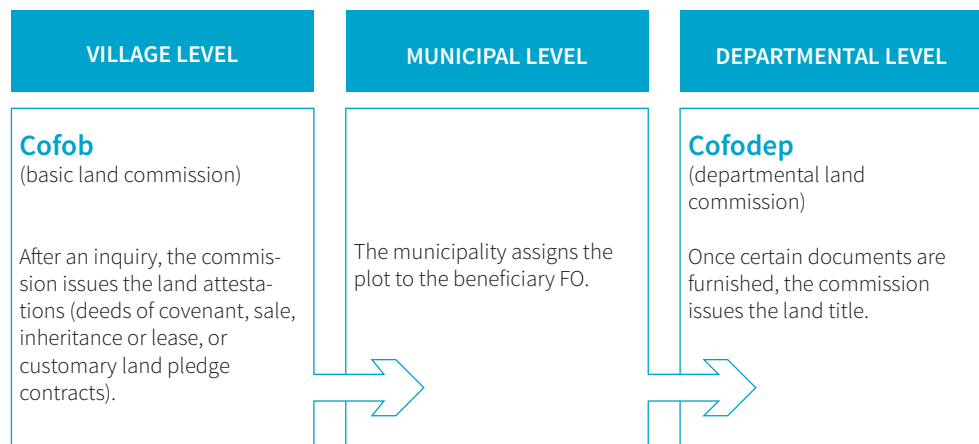 VILLAGE LEVEL
MUNICIPAL LEVEL
DEPARTMENTAL LEVEL
Cofob
(basic land commission)
After an inquiry, the commis-
sion issues the land attesta-
tions (deeds of covenant, sale,
inheritance or lease, or
customary land pledge
contracts).
The municipality assigns the
plot to the beneficiary FO.
Cofodep
(departmental land
commission)
Once certain documents are
furnished, the commission
issues the land title.